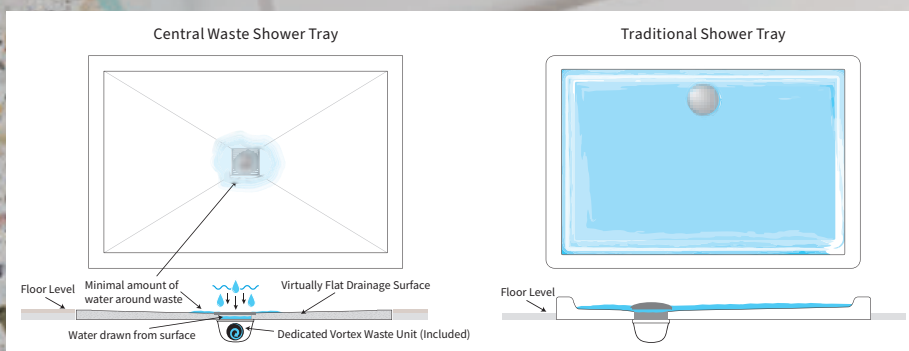 Central Waste Shower Tray
Traditional Shower Tray
Floor Level
Minimal amount of
water around waste
Virtually Flat Drainage Surface
Water drawn from surface
Dedicated Vortex Waste Unit (Included)
Floor Level